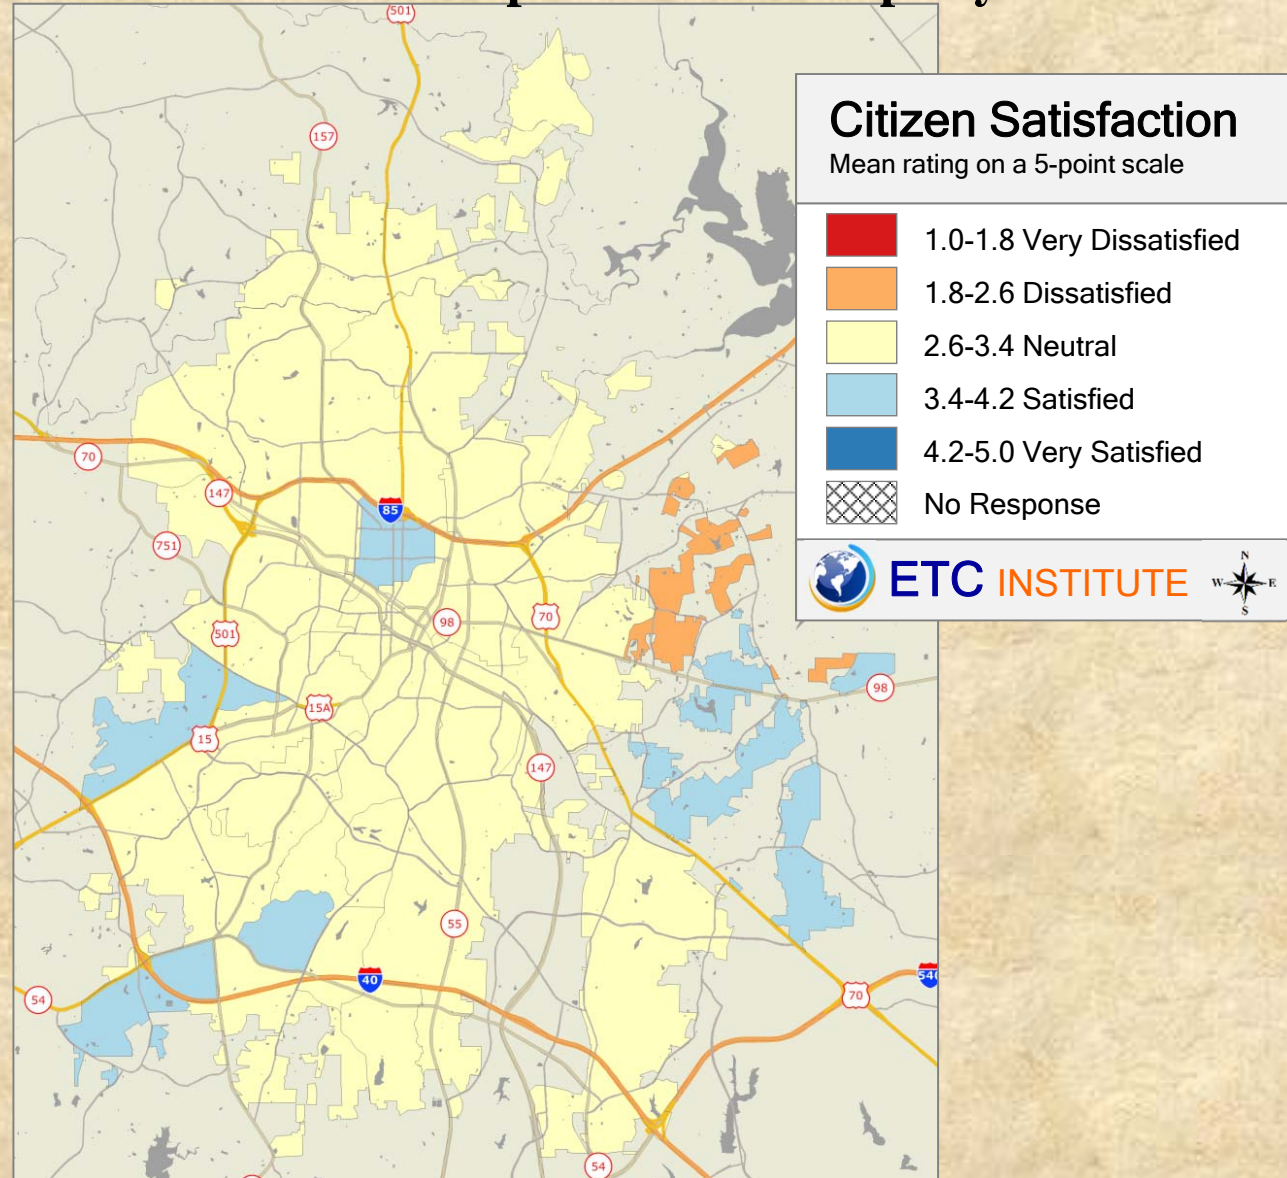 501
157
70
147
85
751
501
98
70
15A
15
98
147
55
40
54
70
540
54
Citizen Satisfaction
Mean rating on a 5-point scale
1.0-1.8 Very Dissatisfied
1.8-2.6 Dissatisfied
2.6-3.4 Neutral
3.4-4.2 Satisfied
4.2-5.0 Very Satisfied
No Response
ETC INSTITUTE
N
W E
S